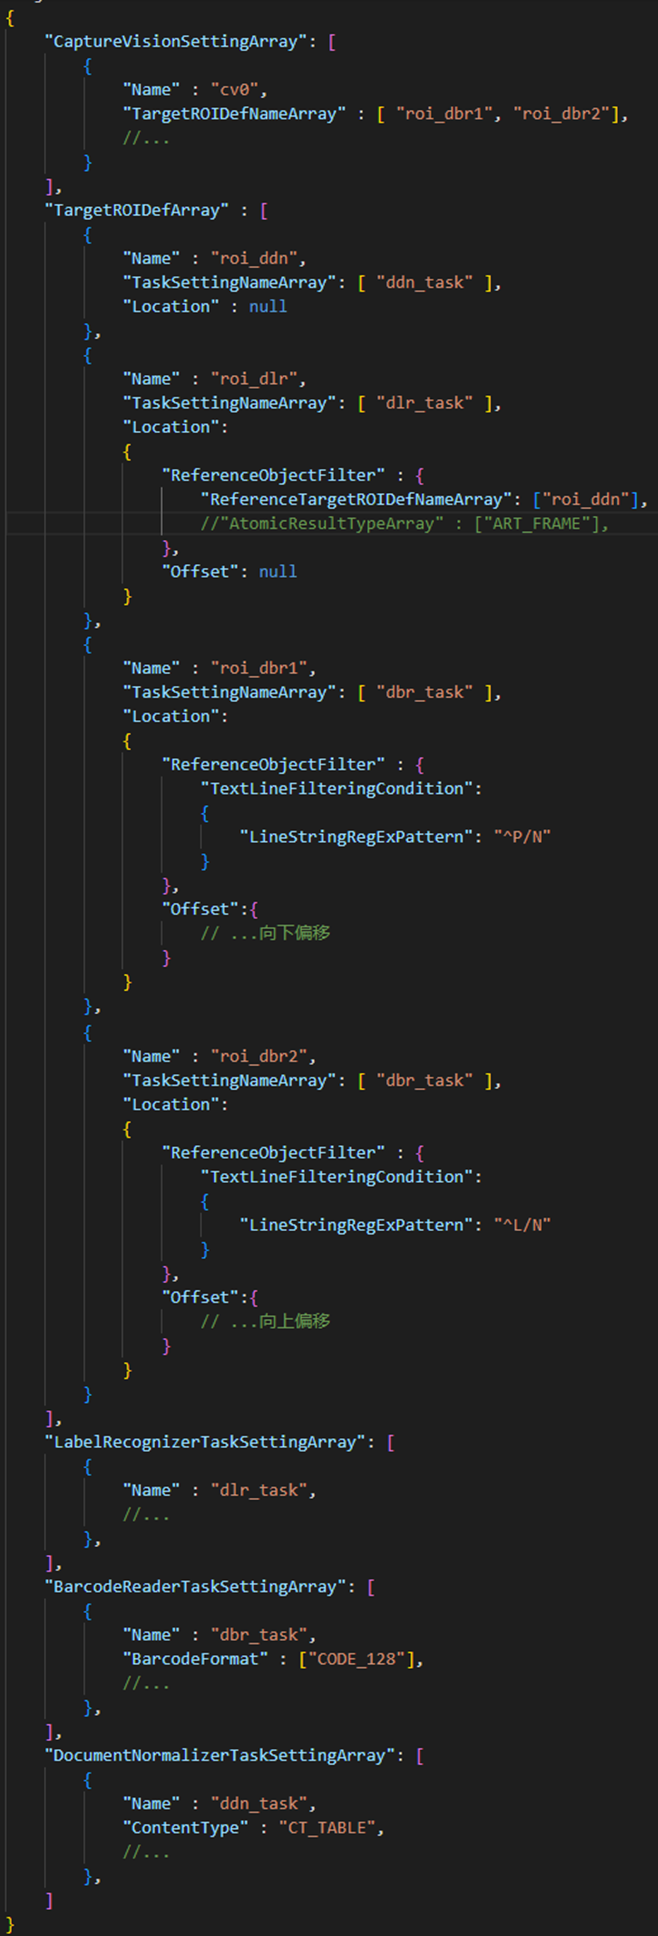 {
"CaptureVisionSettingArray": [
{
"Name" : "cv0",
"TargetROIDefNameArray" : [ "roi_dbr1", "roi_dbr2"],
//...
}
],
"TargetROIDefArray" : [
{
"Name" : "roi_ddn",
"TaskSettingNameArray": [ "ddn_task" ],
"Location" : null
},
{
"Name" : "roi_dlr",
"TaskSettingNameArray": [ "dlr_task" ],
"Location":
{
"ReferenceObjectFilter" : {
"ReferenceTargetROIDefNameArray": ["roi_ddn"],
//"AtomicResultTypeArray" : ["ART_FRAME"],
},
"Offset": null
}
},
{
"Name" : "roi_dbr1",
"TaskSettingNameArray": [ "dbr_task" ],
"Location":
{
"ReferenceObjectFilter" : {
"TextLineFilteringCondition":
{
"LineStringRegExPattern": "^P/N"
}
},
"Offset":{
// ...向下偏移
}
}
},
{
"Name" : "roi_dbr2",
"TaskSettingNameArray": [ "dbr_task" ],
"Location":
{
"ReferenceObjectFilter" : {
"TextLineFilteringCondition":
{
"LineStringRegExPattern": "^L/N"
}
},
"Offset":{
// ...向上偏移
}
}
}
],
"LabelRecognizerTaskSettingArray": [
{
"Name" : "dlr_task",
//...
},
],
"BarcodeReaderTaskSettingArray": [
{
"Name" : "dbr_task",
"BarcodeFormat" : ["CODE_128"],
//...
},
],
"DocumentNormalizerTaskSettingArray": [
{
"Name" : "ddn_task",
"ContentType" : "CT_TABLE",
//...
},
]
}